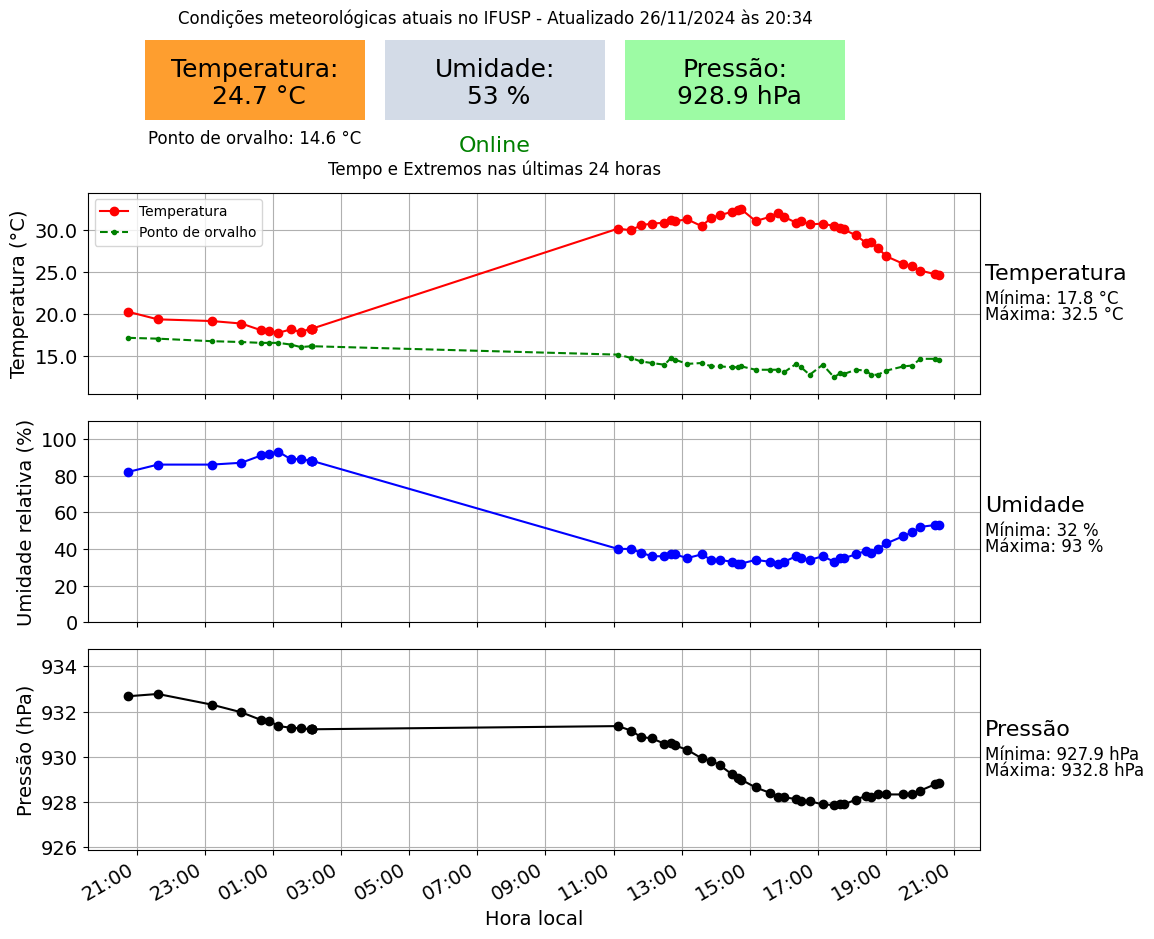 Condições meteorológicas atuais no IFUSP - Atualizado 26/11/2024 às 20:34
Temperatura:
24.7 °C
Umidade:
53 %
Pressão:
928.9 hPa
Ponto de orvalho: 14.6 °C
Online
Tempo e Extremos nas últimas 24 horas
Temperatura (°C)
30.0
25.0
20.0
15.0
Temperatura
Ponto de orvalho
Temperatura
Mínima: 17.8 °C
Máxima: 32.5 °C
Umidade relativa (%)
100
80
60
40
20
0
Umidade
Mínima: 32 %
Máxima: 93 %
Pressão (hPa)
934
932
930
928
926
Pressão
Mínima: 927.9 hPa
Máxima: 932.8 hPa
21:00 23:00 01:00 03:00 05:00 07:00 09:00 11:00 13:00 15:00 17:00 19:00 21:00
Hora local